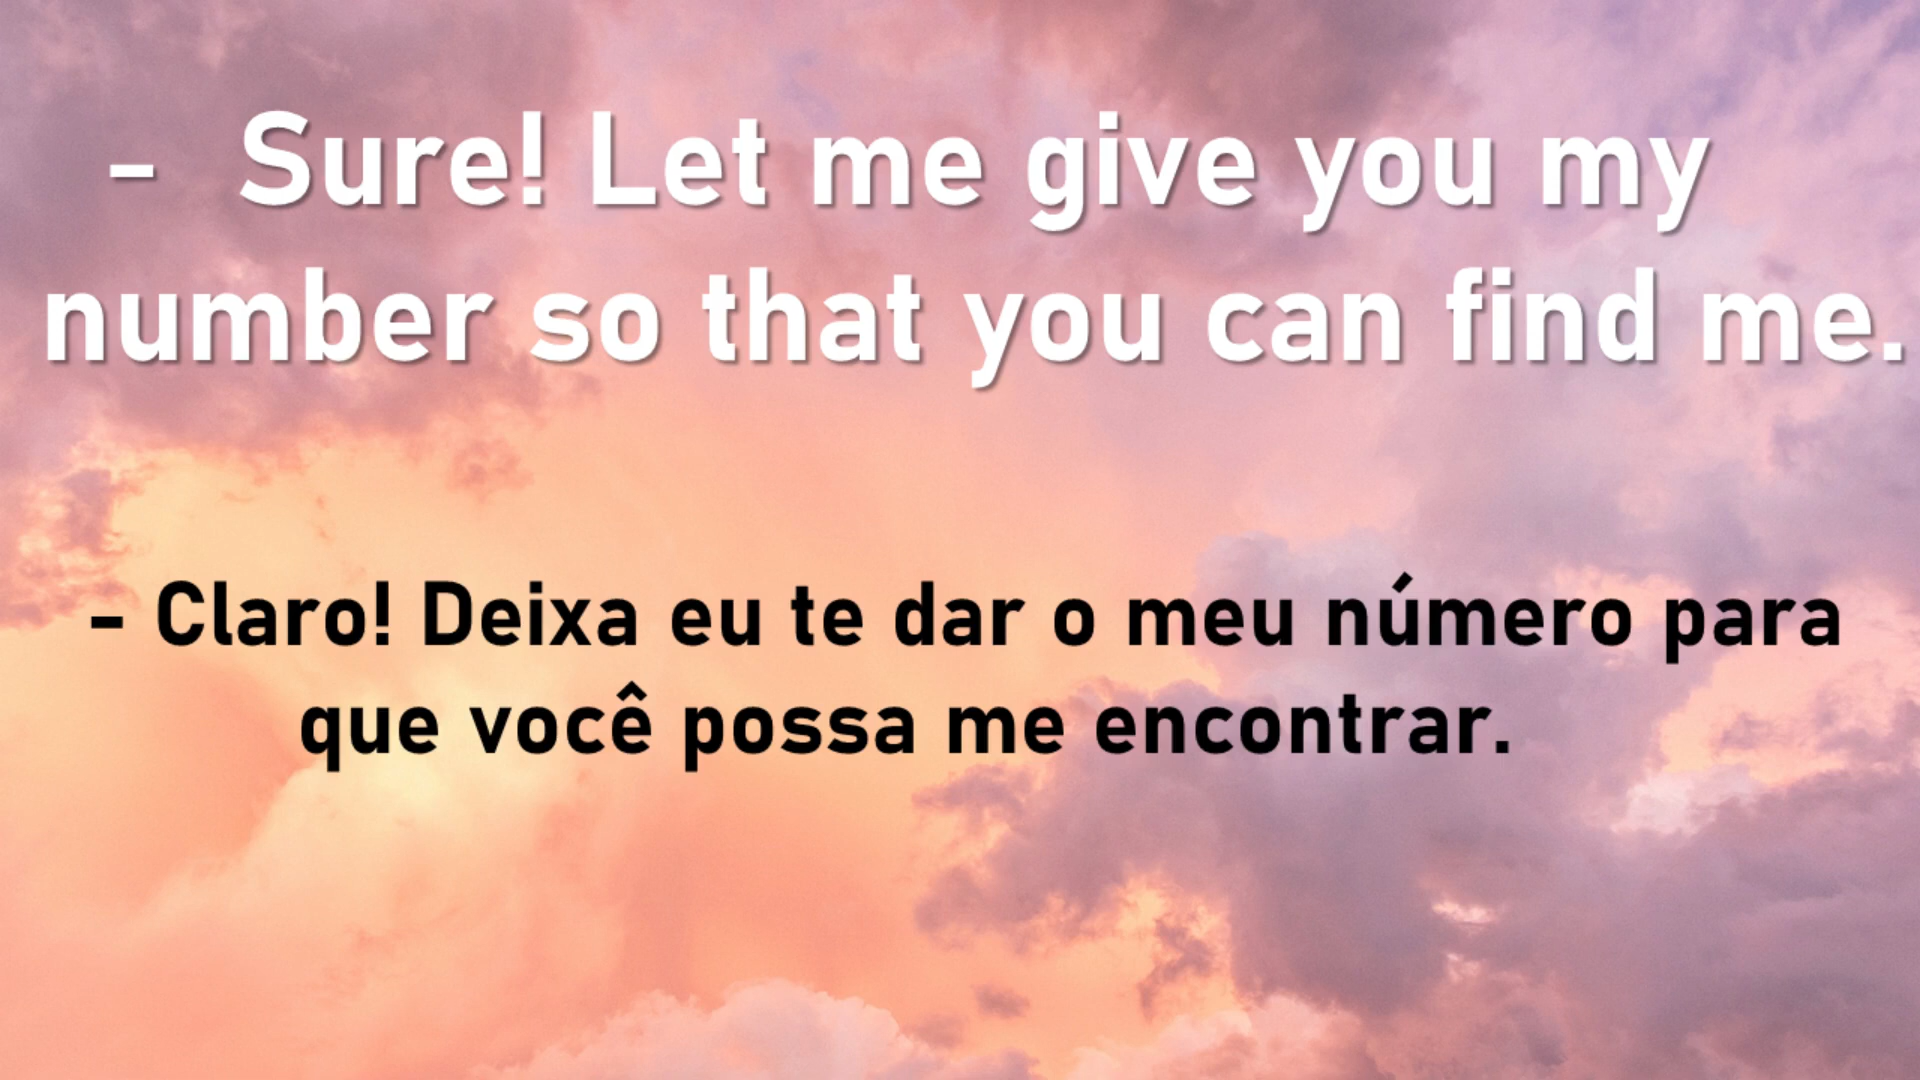 - Sure! Let me give you my
number so that you can find me.
- Claro! Deixa eu te dar o meu número para
que você possa me encontrar.